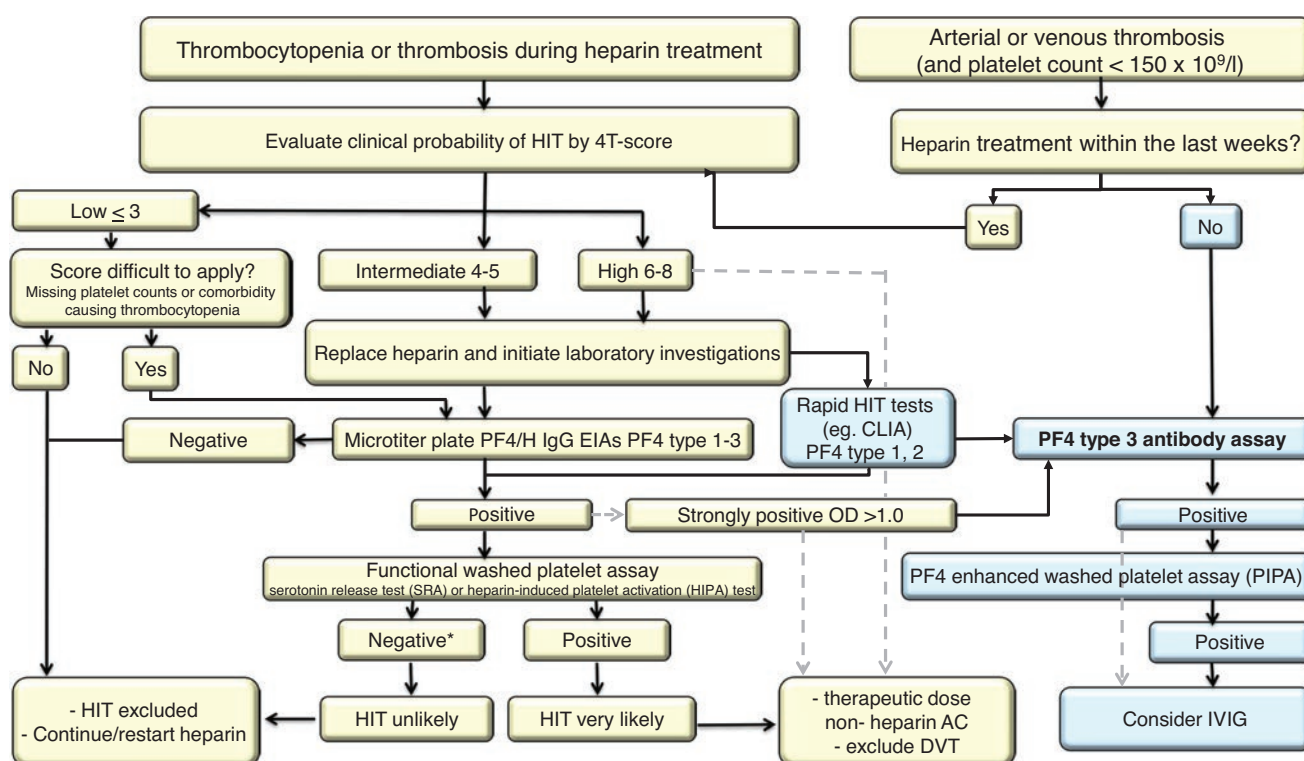 Thrombocytopenia or thrombosis during heparin treatment
Arterial or venous thrombosis
(and platelet count < 150 x 10⁹/l)
Evaluate clinical probability of HIT by 4T-score
Heparin treatment within the last weeks?
Low ≤ 3
Yes
No
Score difficult to apply?
Missing platelet counts or comorbidity
causing thrombocytopenia
Intermediate 4-5
High 6-8
No
Yes
Replace heparin and initiate laboratory investigations
Rapid HIT tests
(eg. CLIA)
PF4 type 1, 2
Negative
Microtiter plate PF4/H IgG EIAs PF4 type 1-3
PF4 type 3 antibody assay
Positive
Strongly positive OD >1.0
Positive
Functional washed platelet assay
serotonin release test (SRA) or heparin-induced platelet activation (HIPA) test
PF4 enhanced washed platelet assay (PIPA)
Negative*
Positive
Positive
- HIT excluded
- Continue/restart heparin
HIT unlikely
HIT very likely
- therapeutic dose
non- heparin AC
- exclude DVT
Consider IVIG